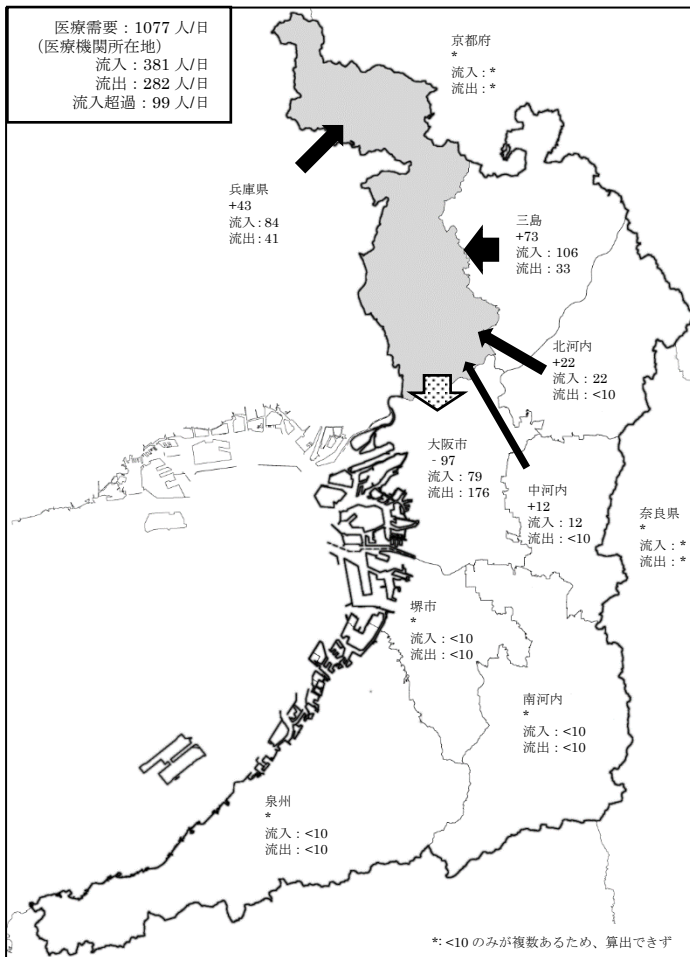 医療需要：1077 人/日
（医療機関所在地）
流入：381 人/日
流出：282 人/日
流入超過：99 人/日
京都府
*
流入：*
流出：*
兵庫県
+43
流入：84
流出：41
三島
+73
流入：106
流出：33
北河内
+22
流入：22
流出：<10
大阪市
‐97
流入：79
流出：176
中河内
+12
流入：12
流出：<10
奈良県
*
流入：*
流出：*
堺市
*
流入：<10
流出：<10
南河内
*
流入：<10
流出：<10
泉州
*
流入：<10
流出：<10
*: <10 のみが複数あるため、算出できず